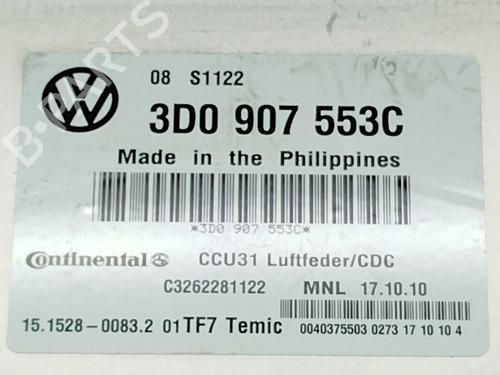 08 S1122
3D0 907 553C
Made in the Philippines
*3D0 907 553C*
Continental CCU31 Luftfeder/CDC
C3262281122 MNL 17.10.10
15.1528-0083.2 01TF7 Temic 0040375503 0273 17 10 10 4
B-PARTS